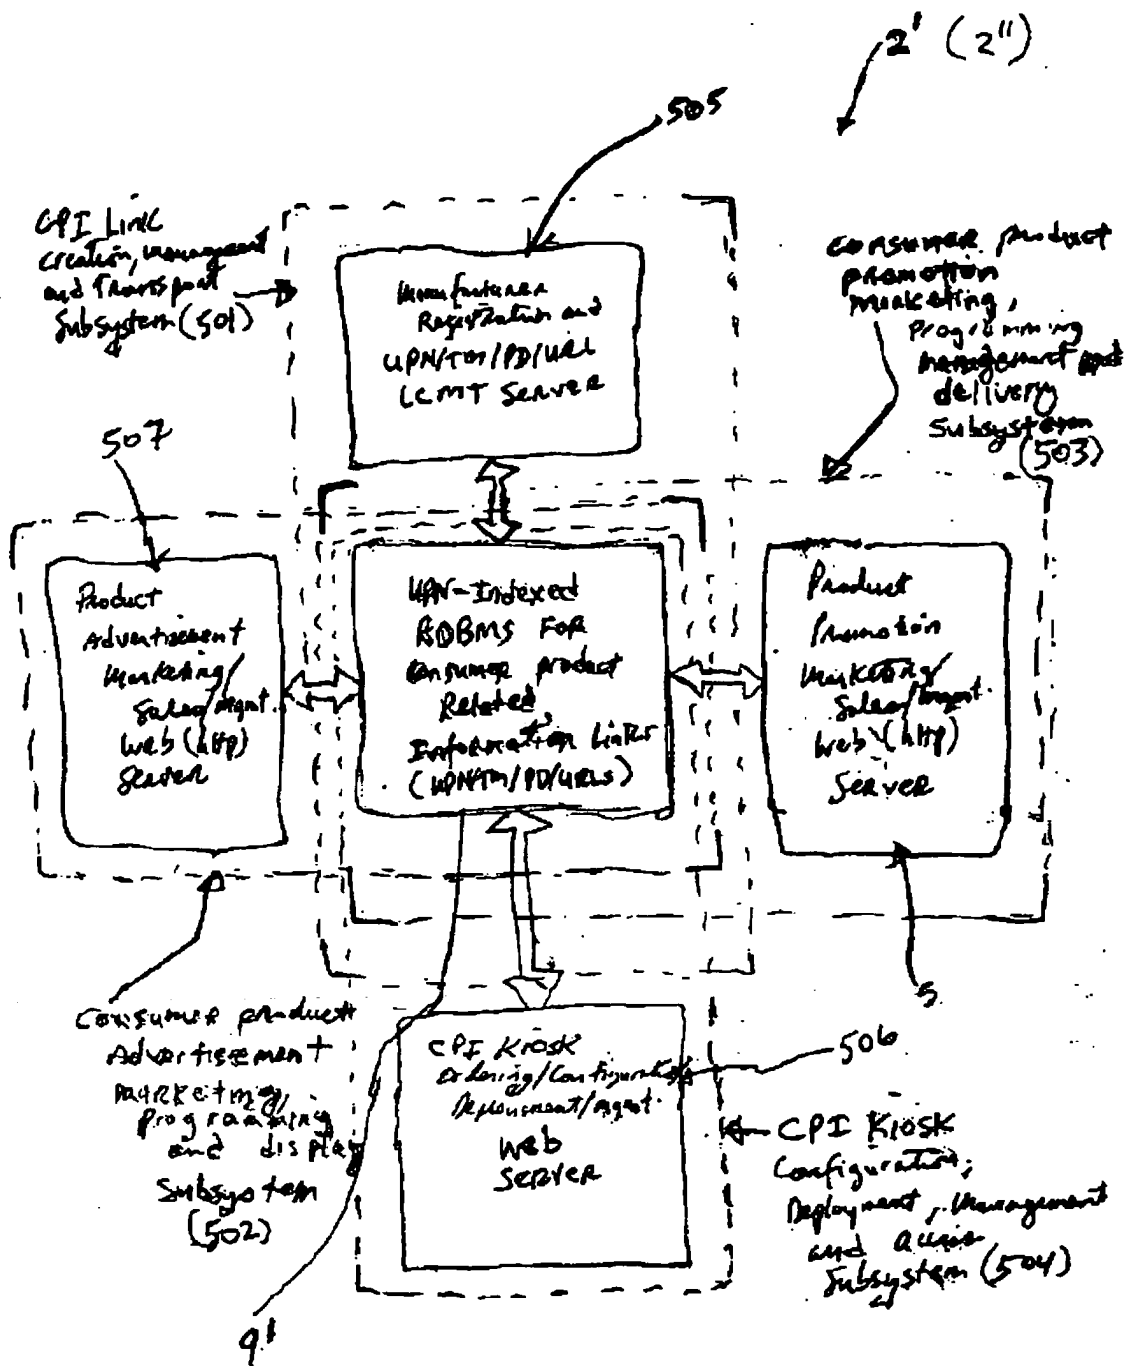 2' (2")
505
CPI Link
creation, management
and Transport
Subsystem (501)
Manufacturer
Registration and
UPN/TM/PD/URL
LCMT Server
Consumer product
promotion
marketing,
programming
management and
delivery
Subsystem
(503)
507
Product
Advertisement
Marketing/
Sales/mgmt.
Web (http)
Server
UPN-Indexed
RDBMS FOR
Consumer product
Related
Information Links
(UPN/TM/PD/URLs)
Product
Promotion
Marketing/
Sales/mgmt.
Web (http)
Server
5
Consumer product
Advertisement
marketing,
programming
and display
Subsystem
(502)
CPI Kiosk
Ordering/Configuration
Deployment/mgmt.
Web
Server
506
CPI Kiosk
Configuration,
Deployment, Management
and
Subsystem (504)
9'